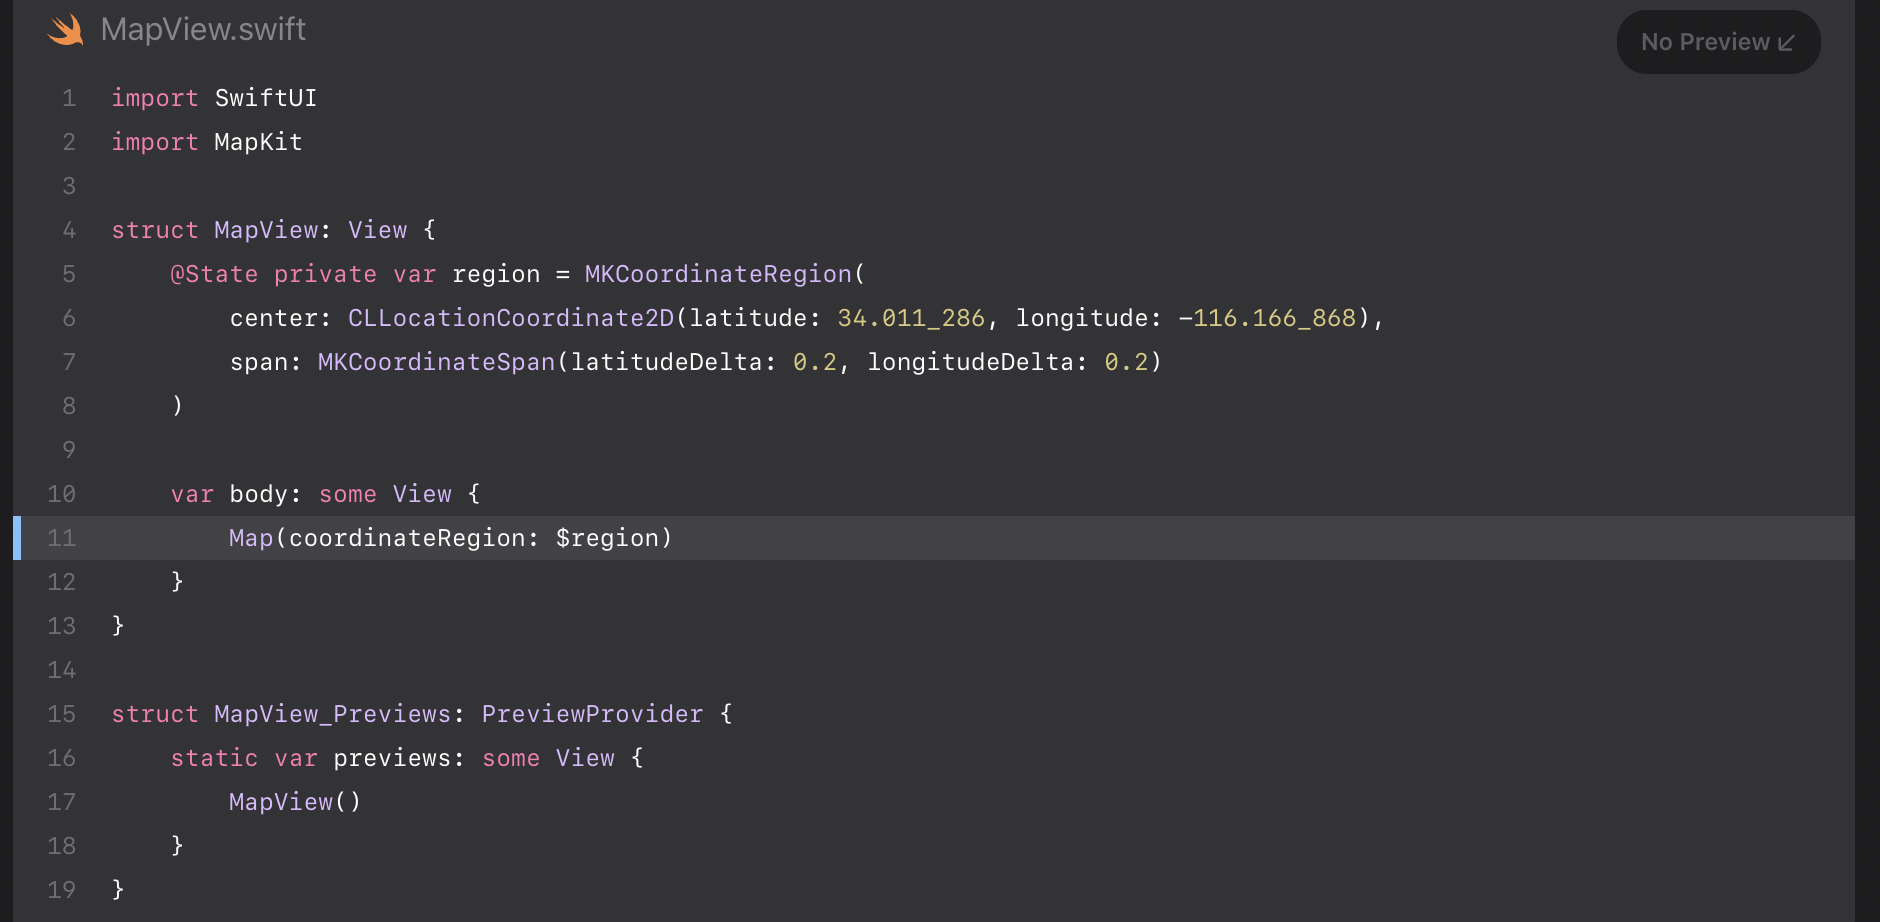 MapView.swift
No Preview
1 import SwiftUI
2 import MapKit
3
4 struct MapView: View {
5     @State private var region = MKCoordinateRegion(
6         center: CLLocationCoordinate2D(latitude: 34.011_286, longitude: -116.166_868),
7         span: MKCoordinateSpan(latitudeDelta: 0.2, longitudeDelta: 0.2)
8     )
9
10     var body: some View {
11         Map(coordinateRegion: $region)
12     }
13 }
14
15 struct MapView_Previews: PreviewProvider {
16     static var previews: some View {
17         MapView()
18     }
19 }